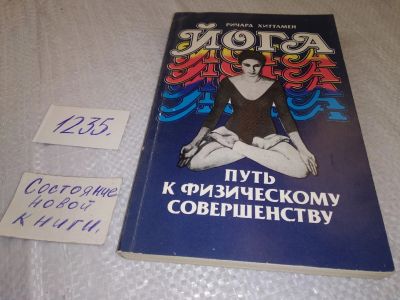 РИЧАРД ХИТТЛМЕН
ЙОГА
ПУТЬ
К ФИЗИЧЕСКОМУ
СОВЕРШЕНСТВУ
1235.
Состояние
новой
книги.